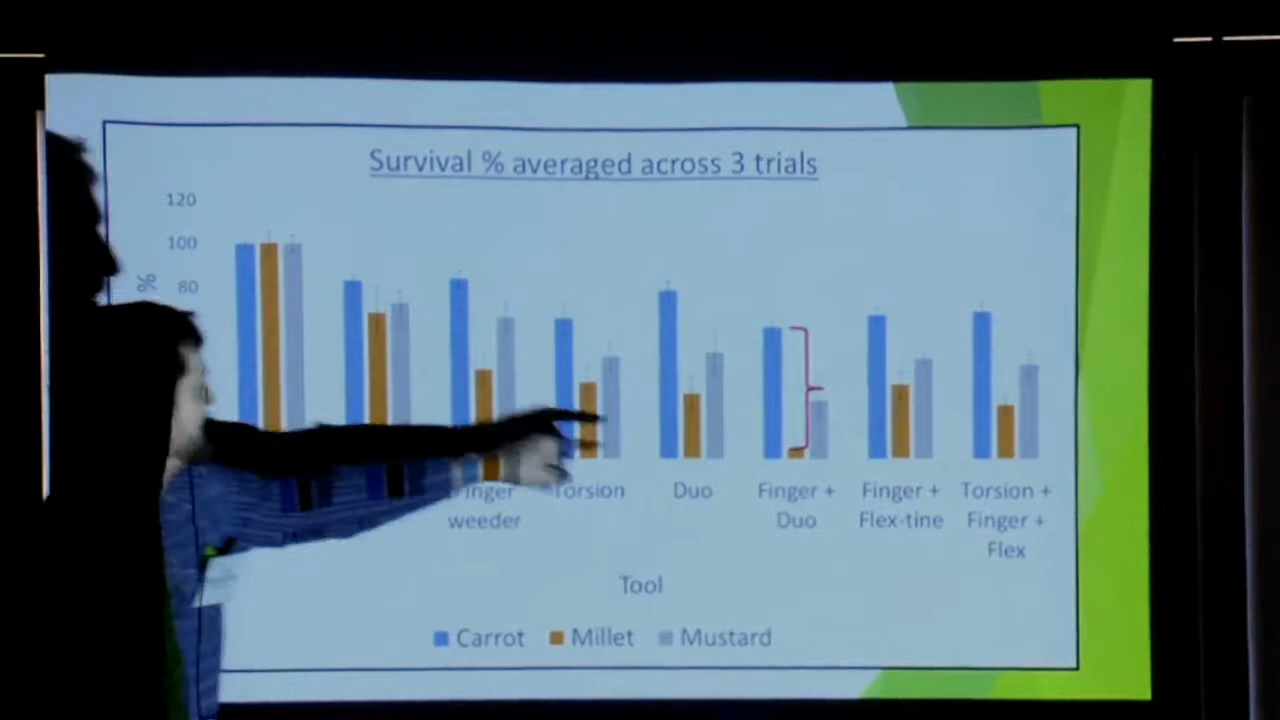 Survival % averaged across 3 trials
120
100
80
%
Finger
weeder
Torsion
Duo
Finger +
Duo
Finger +
Flex-tine
Torsion +
Finger +
Flex
Tool
Carrot
Millet
Mustard